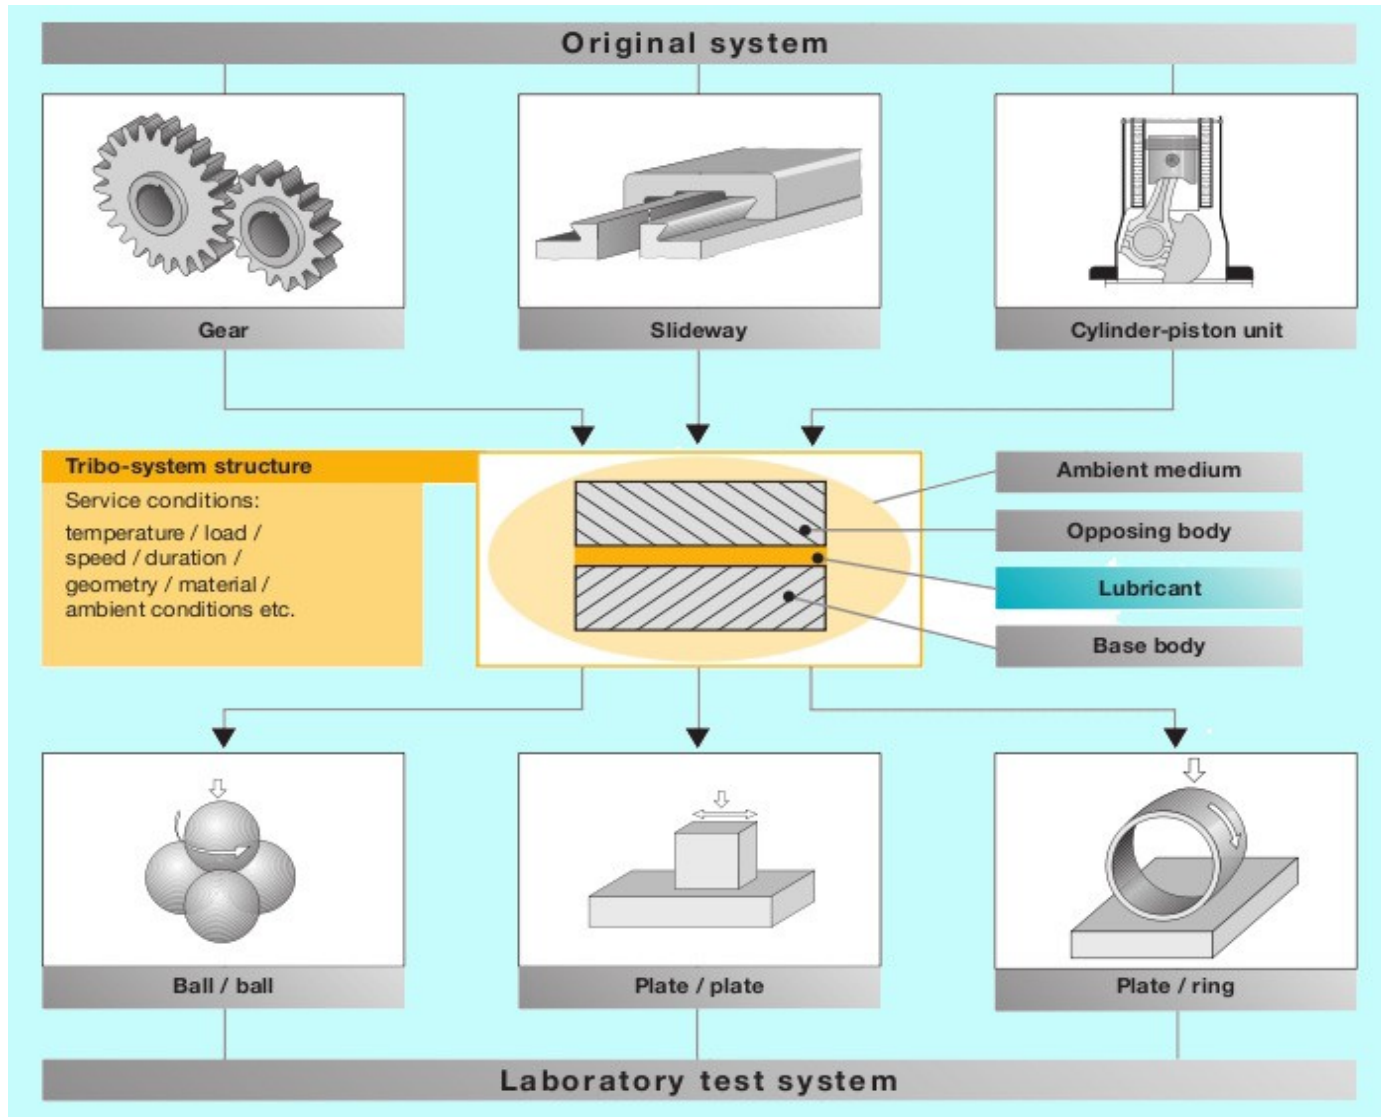 Original system
Gear
Slideway
Cylinder-piston unit
Tribo-system structure
Service conditions:
temperature / load /
speed / duration /
geometry / material /
ambient conditions etc.
Ambient medium
Opposing body
Lubricant
Base body
Ball / ball
Plate / plate
Plate / ring
Laboratory test system